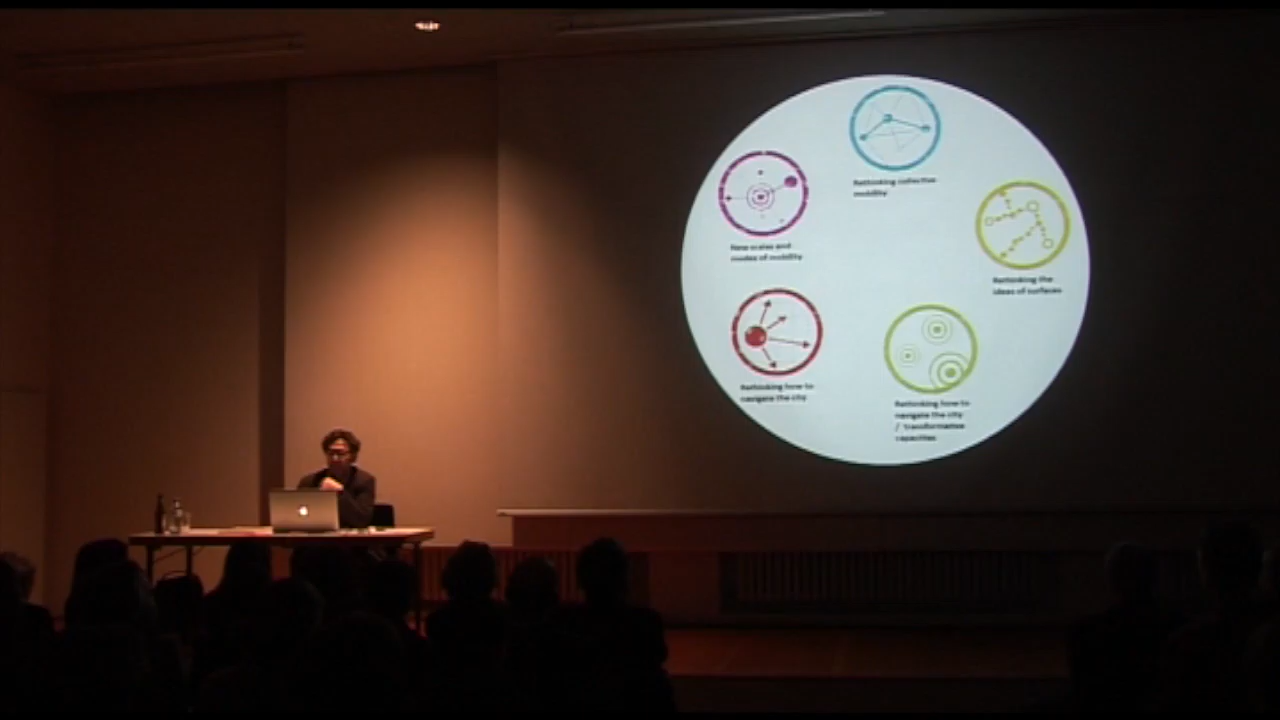 Rethinking collective
mobility
New scales and
modes of mobility
Rethinking the
ideas of surfaces
Rethinking how to
navigate the city
Rethinking how to
navigate the city
/ transformative
capacities